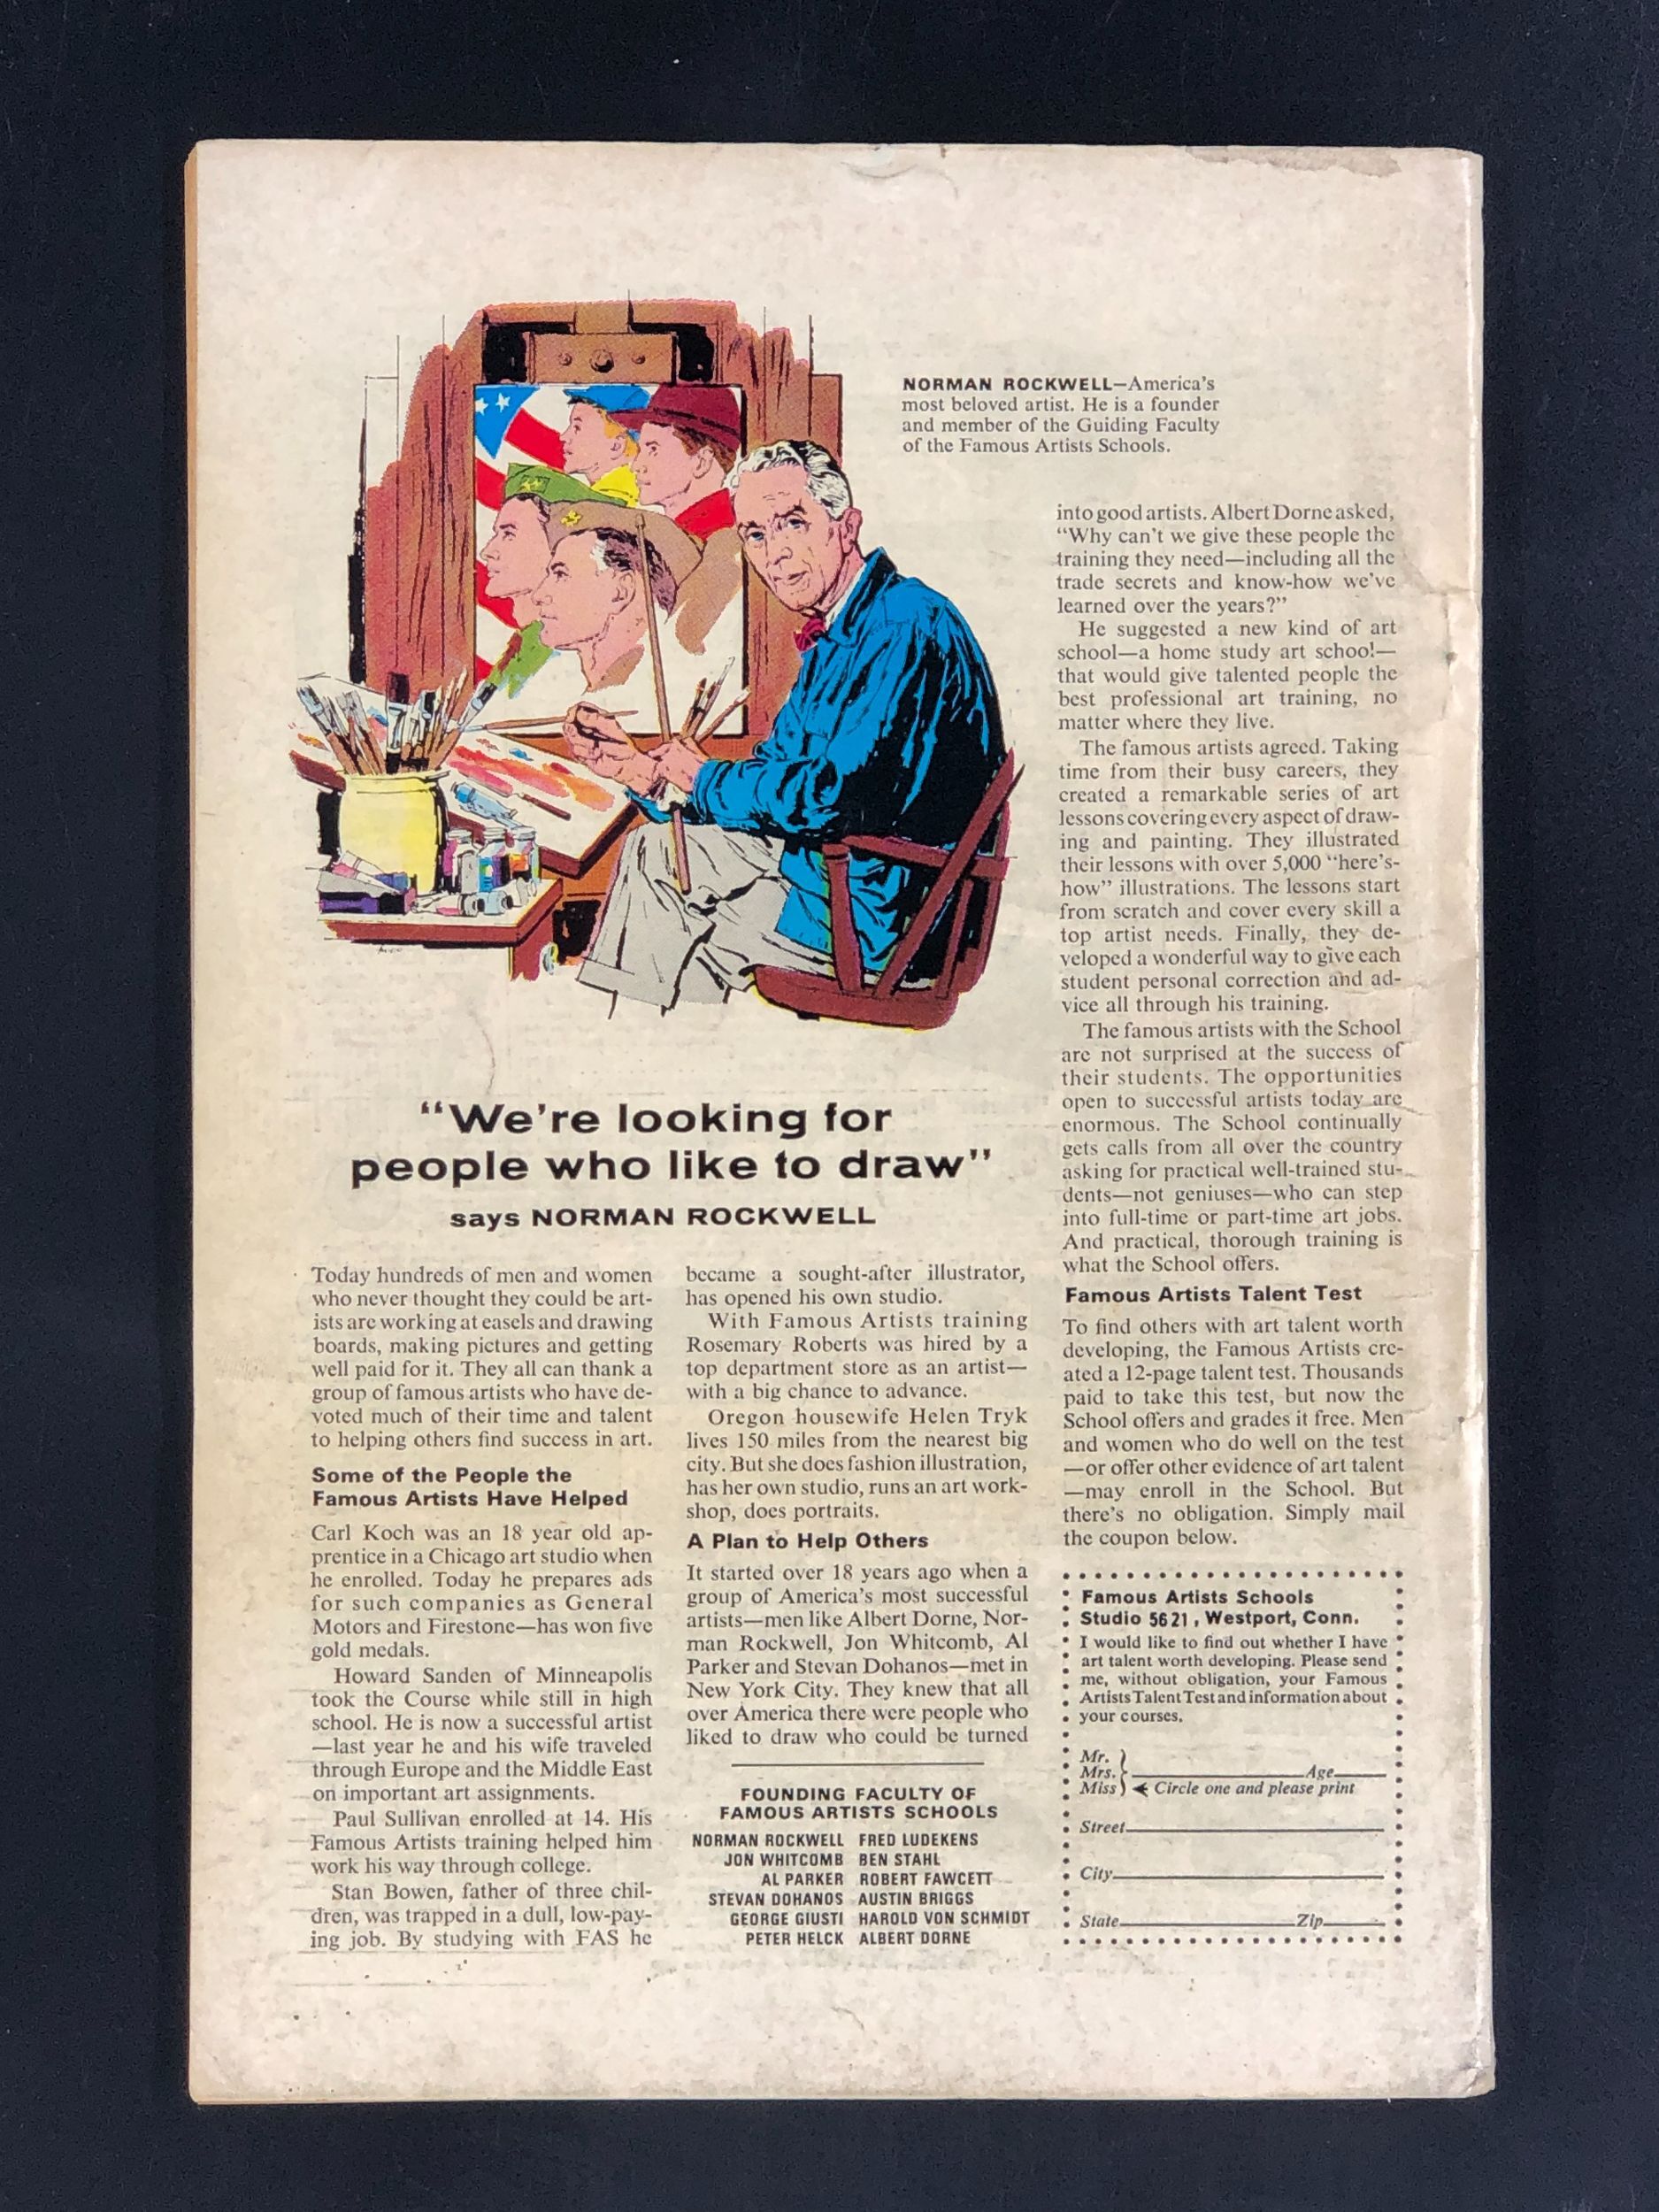 NORMAN ROCKWELL—America's
most beloved artist. He is a founder
and member of the Guiding Faculty
of the Famous Artists Schools.
"We're looking for
people who like to draw"
says NORMAN ROCKWELL
Today hundreds of men and women
who never thought they could be art-
ists are working at easels and drawing
boards, making pictures and getting
well paid for it. They all can thank a
group of famous artists who have de-
voted much of their time and talent
to helping others find success in art.
Some of the People the
Famous Artists Have Helped
Carl Koch was an 18 year old ap-
prentice in a Chicago art studio when
he enrolled. Today he prepares ads
for such companies as General
Motors and Firestone—has won five
gold medals.
Howard Sanden of Minneapolis
took the Course while still in high
school. He is now a successful artist
—last year he and his wife traveled
through Europe and the Middle East
on important art assignments.
Paul Sullivan enrolled at 14. His
Famous Artists training helped him
work his way through college.
Stan Bowen, father of three chil-
dren, was trapped in a dull, low-pay-
ing job. By studying with FAS he
became a sought-after illustrator,
has opened his own studio.
With Famous Artists training
Rosemary Roberts was hired by a
top department store as an artist—
with a big chance to advance.
Oregon housewife Helen Tryk
lives 150 miles from the nearest big
city. But she does fashion illustration,
has her own studio, runs an art work-
shop, does portraits.
A Plan to Help Others
It started over 18 years ago when a
group of America's most successful
artists—men like Albert Dorne, Nor-
man Rockwell, Jon Whitcomb, Al
Parker and Stevan Dohanos—met in
New York City. They knew that all
over America there were people who
liked to draw who could be turned
FOUNDING FACULTY OF
FAMOUS ARTISTS SCHOOLS
NORMAN ROCKWELL FRED LUDEKENS
JON WHITCOMB BEN STAHL
AL PARKER ROBERT FAWCETT
STEVAN DOHANOS AUSTIN BRIGGS
GEORGE GIUSTI HAROLD VON SCHMIDT
PETER HELCK ALBERT DORNE
into good artists. Albert Dorne asked,
"Why can't we give these people the
training they need—including all the
trade secrets and know-how we've
learned over the years?"
He suggested a new kind of art
school—a home study art school—
that would give talented people the
best professional art training, no
matter where they live.
The famous artists agreed. Taking
time from their busy careers, they
created a remarkable series of art
lessons covering every aspect of draw-
ing and painting. They illustrated
their lessons with over 5,000 "here's-
how" illustrations. The lessons start
from scratch and cover every skill a
top artist needs. Finally, they de-
veloped a wonderful way to give each
student personal correction and ad-
vice all through his training.
The famous artists with the School
are not surprised at the success of
their students. The opportunities
open to successful artists today are
enormous. The School continually
gets calls from all over the country
asking for practical well-trained stu-
dents—not geniuses—who can step
into full-time or part-time art jobs.
And practical, thorough training is
what the School offers.
Famous Artists Talent Test
To find others with art talent worth
developing, the Famous Artists cre-
ated a 12-page talent test. Thousands
paid to take this test, but now the
School offers and grades it free. Men
and women who do well on the test
—or offer other evidence of art talent
—may enroll in the School. But
there's no obligation. Simply mail
the coupon below.
Famous Artists Schools
Studio 5621, Westport, Conn.
I would like to find out whether I have
art talent worth developing. Please send
me, without obligation, your Famous
Artists Talent Test and information about
your courses.
Mr.
Mrs. Age
Miss Circle one and please print
Street
City
State Zip